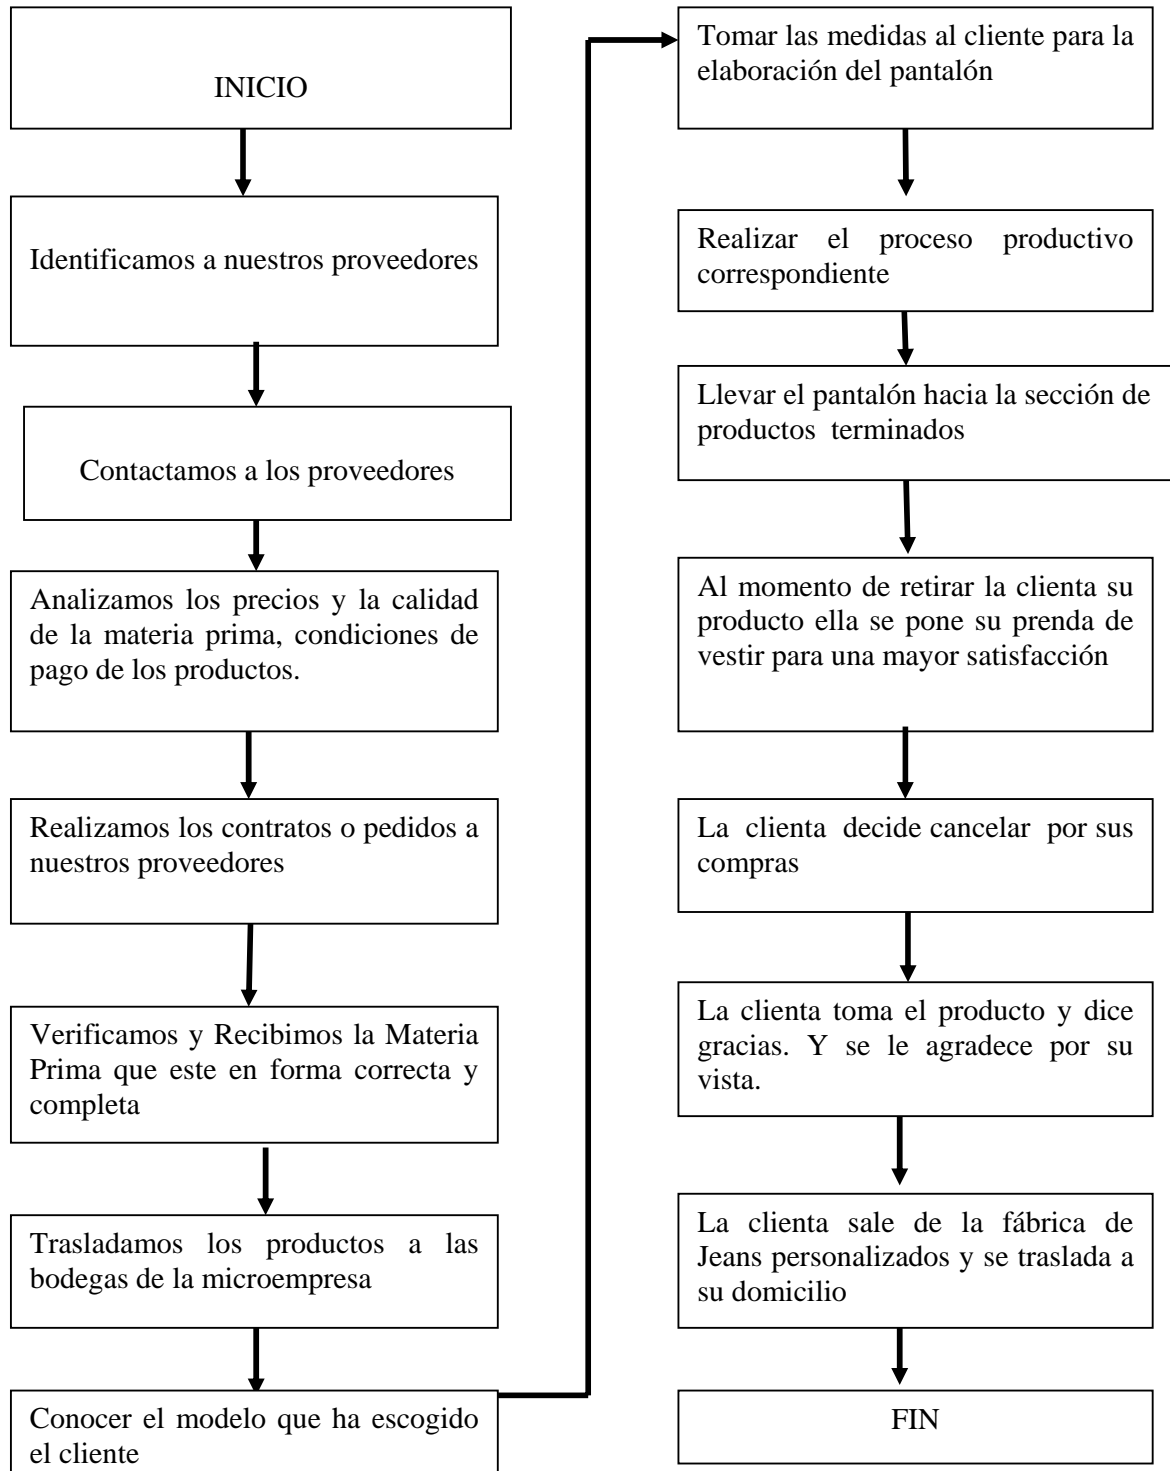 INICIO
Identificamos a nuestros proveedores
Contactamos a los proveedores
Analizamos los precios y la calidad
de la materia prima, condiciones de
pago de los productos.
Realizamos los contratos o pedidos a
nuestros proveedores
Verificamos y Recibimos la Materia
Prima que este en forma correcta y
completa
Trasladamos los productos a las
bodegas de la microempresa
Conocer el modelo que ha escogido
el cliente
Tomar las medidas al cliente para la
elaboración del pantalón
Realizar el proceso productivo
correspondiente
Llevar el pantalón hacia la sección de
productos terminados
Al momento de retirar la clienta su
producto ella se pone su prenda de
vestir para una mayor satisfacción
La clienta decide cancelar por sus
compras
La clienta toma el producto y dice
gracias. Y se le agradece por su
vista.
La clienta sale de la fábrica de
Jeans personalizados y se traslada a
su domicilio
FIN